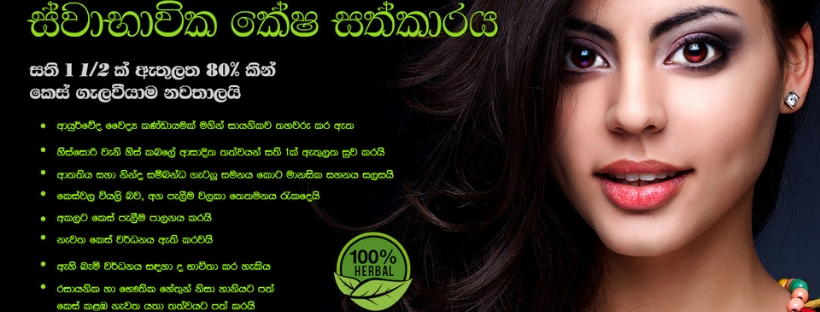 ස්වාභාවික කේෂ සත්කාරය
සති 1 1/2 ක් ඇතුලත 80% කින්
කෙස් ගැලවීයාම නවතාලයි
• ආයුර්වේද වෛද්‍ය කණ්ඩායමක් මගින් සායනිකව තහවරු කර ඇත
• හිස්සොරි වැනි හිස් කබලේ ආසාදිත තත්වයන් සති 1ක් ඇතුලත සුව කරයි
• ආතතිය සහා නින්ද සම්බන්ධ ගැටලූ සමනය කොට මානසික සහනය සලසයි
• කෙස්වල වියලි බව, අග පැලීම වලකා තෙතමනය රැකදෙයි
• අකලට කෙස් පැලීම පාලනය කරයි
• නැවත කෙස් වර්ධනය ඇති කරවයි
• ඇහි බැමි වර්ධනය සඳහා ද භාවිතා කර හැකිය
• රසායනික හා භෞතික හේතුන් නිසා හානියට පත්
කෙස් කළඹ නැවත යතා තත්වයට පත් කරයි
100%
HERBAL